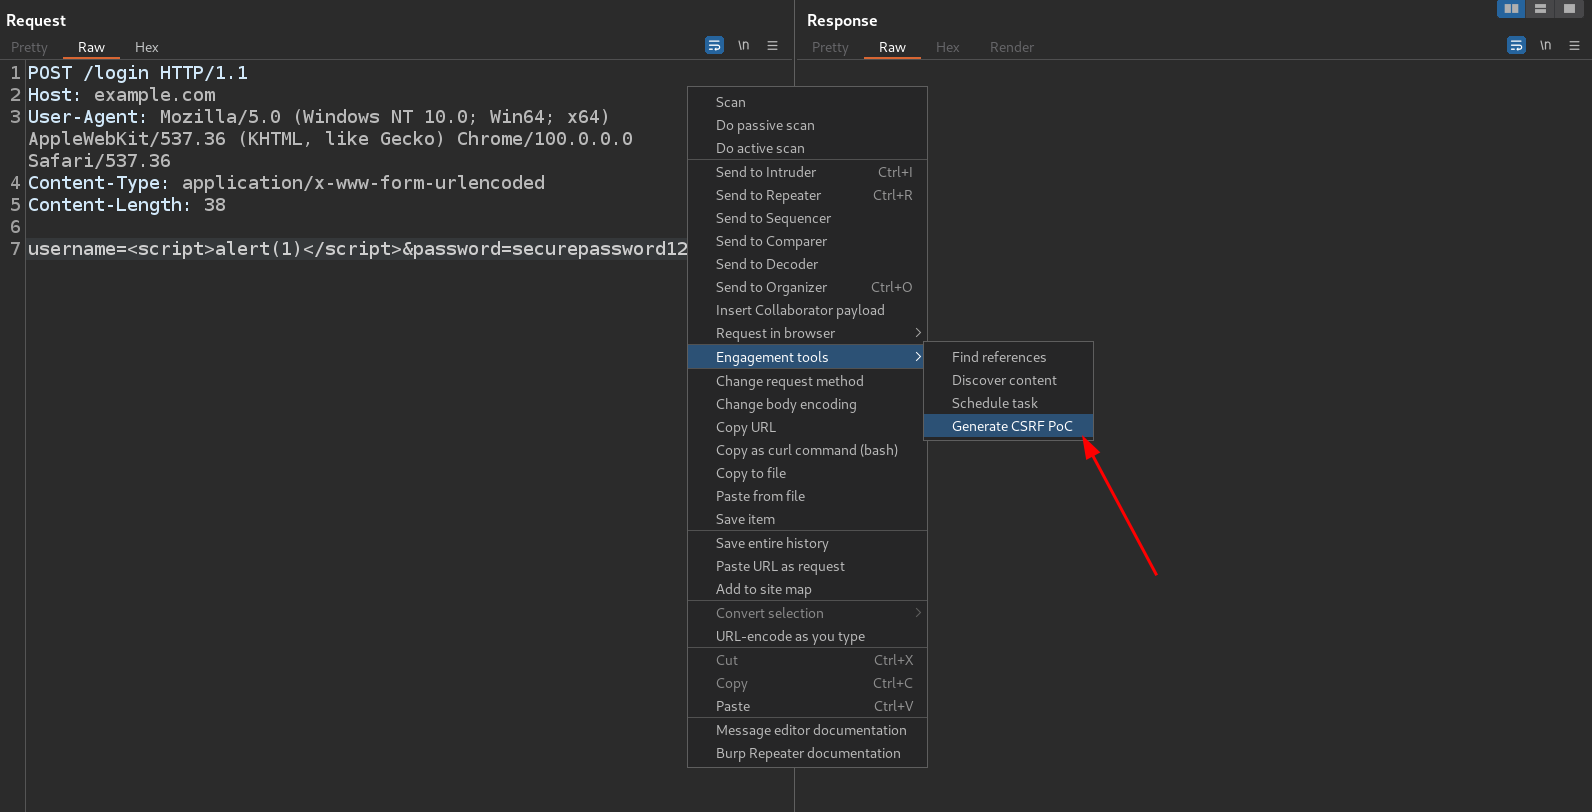 Request
Pretty Raw Hex
\n
1 POST /login HTTP/1.1
2 Host: example.com
3 User-Agent: Mozilla/5.0 (Windows NT 10.0; Win64; x64)
AppleWebKit/537.36 (KHTML, like Gecko) Chrome/100.0.0.0
Safari/537.36
4 Content-Type: application/x-www-form-urlencoded
5 Content-Length: 38
6
7 username=<script>alert(1)</script>&password=securepassword12
Response
Pretty Raw Hex Render
\n
Scan
Do passive scan
Do active scan
Send to Intruder Ctrl+I
Send to Repeater Ctrl+R
Send to Sequencer
Send to Comparer
Send to Decoder
Send to Organizer Ctrl+O
Insert Collaborator payload
Request in browser
Engagement tools
Find references
Discover content
Schedule task
Generate CSRF PoC
Change request method
Change body encoding
Copy URL
Copy as curl command (bash)
Copy to file
Paste from file
Save item
Save entire history
Paste URL as request
Add to site map
Convert selection
URL-encode as you type
Cut Ctrl+X
Copy Ctrl+C
Paste Ctrl+V
Message editor documentation
Burp Repeater documentation